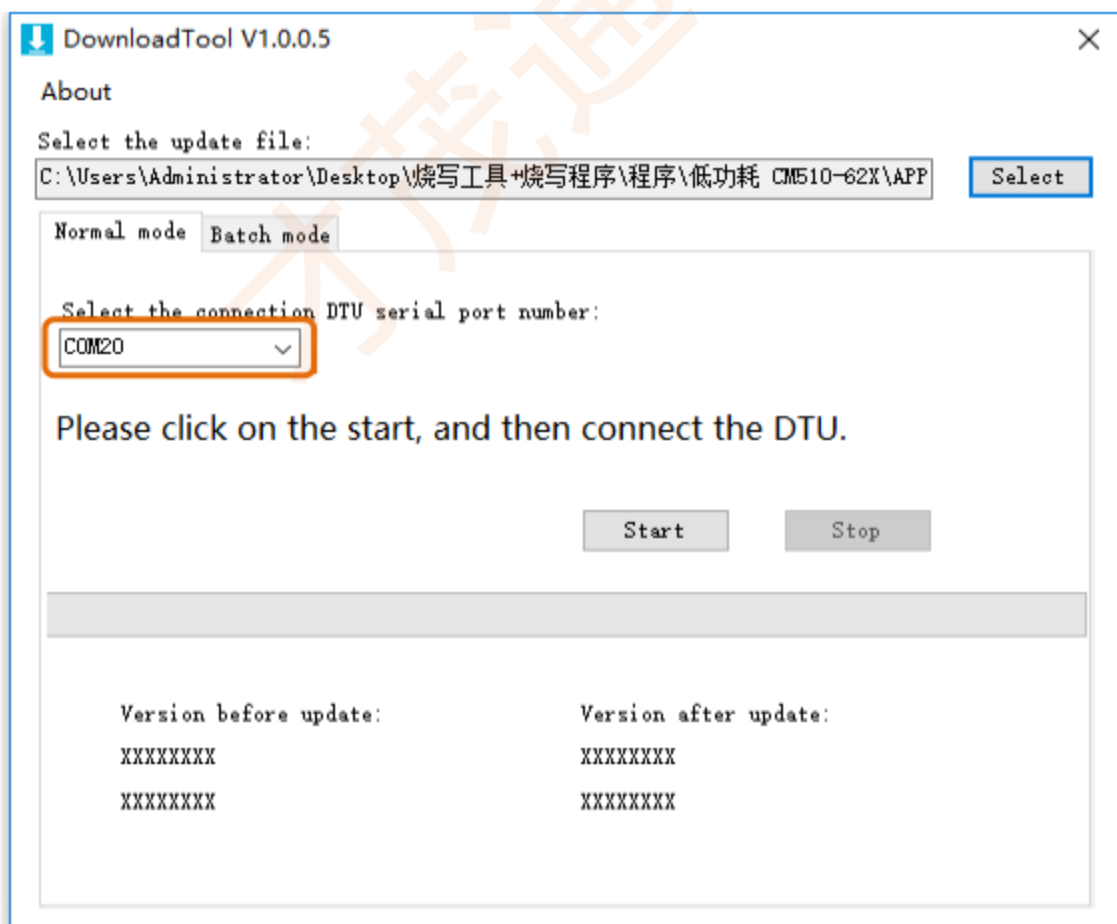 DownloadTool V1.0.0.5
About
Select the update file:
C:\Users\Administrator\Desktop\烧写工具+烧写程序\程序\低功耗 CM510-62X\APP
Select
Normal mode
Batch mode
Select the connection DTU serial port number:
COM20
Please click on the start, and then connect the DTU.
Start
Stop
Version before update:
Version after update:
XXXXXXXX
XXXXXXXX
XXXXXXXX
XXXXXXXX
才茂通